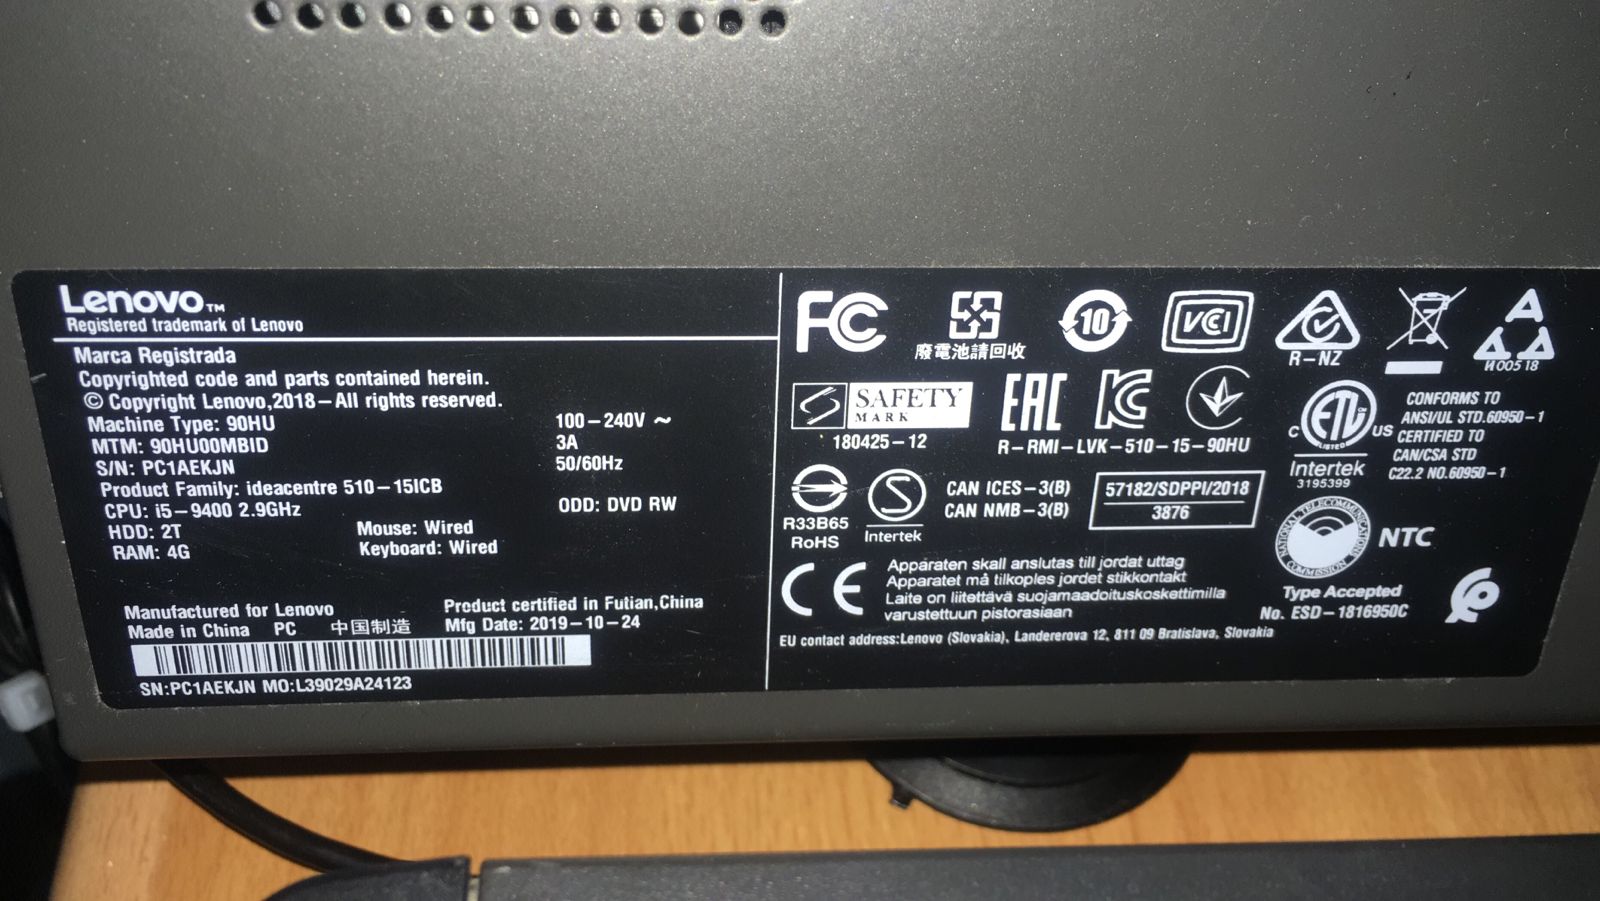 Lenovo™
Registered trademark of Lenovo
Marca Registrada
Copyrighted code and parts contained herein.
© Copyright Lenovo,2018—All rights reserved.
Machine Type: 90HU
MTM: 90HU00MBID
S/N: PC1AEKJN
Product Family: ideacentre 510-15ICB
CPU: i5-9400 2.9GHz
HDD: 2T
RAM: 4G
Mouse: Wired
Keyboard: Wired
100-240V ~
3A
50/60Hz
ODD: DVD RW
Manufactured for Lenovo
Made in China PC 中国制造
Product certified in Futian,China
Mfg Date: 2019-10-24
SN:PC1AEKJN MO:L39029A24123
FC
廢電池請回收
10
VCCI
R-NZ
И00518
S SAFETY
MARK
180425-12
EAC
KC
R-RMI-LVK-510-15-90HU
C ETL US
LISTED
Intertek
3195399
CONFORMS TO
ANSI/UL STD.60950-1
CERTIFIED TO
CAN/CSA STD
C22.2 NO.60950-1
R33B65
RoHS
S
Intertek
CAN ICES-3(B)
CAN NMB-3(B)
57182/SDPPI/2018
3876
NATIONAL TELECOMMUNICATIONS COMMISSION
NTC
Type Accepted
No. ESD-1816950C
CE
Apparaten skall anslutas till jordat uttag
Apparatet må tilkoples jordet stikkontakt
Laite on liitettävä suojamaadoituskoskettimilla
varustettuun pistorasiaan
EU contact address:Lenovo (Slovakia), Landererova 12, 811 09 Bratislava, Slovakia